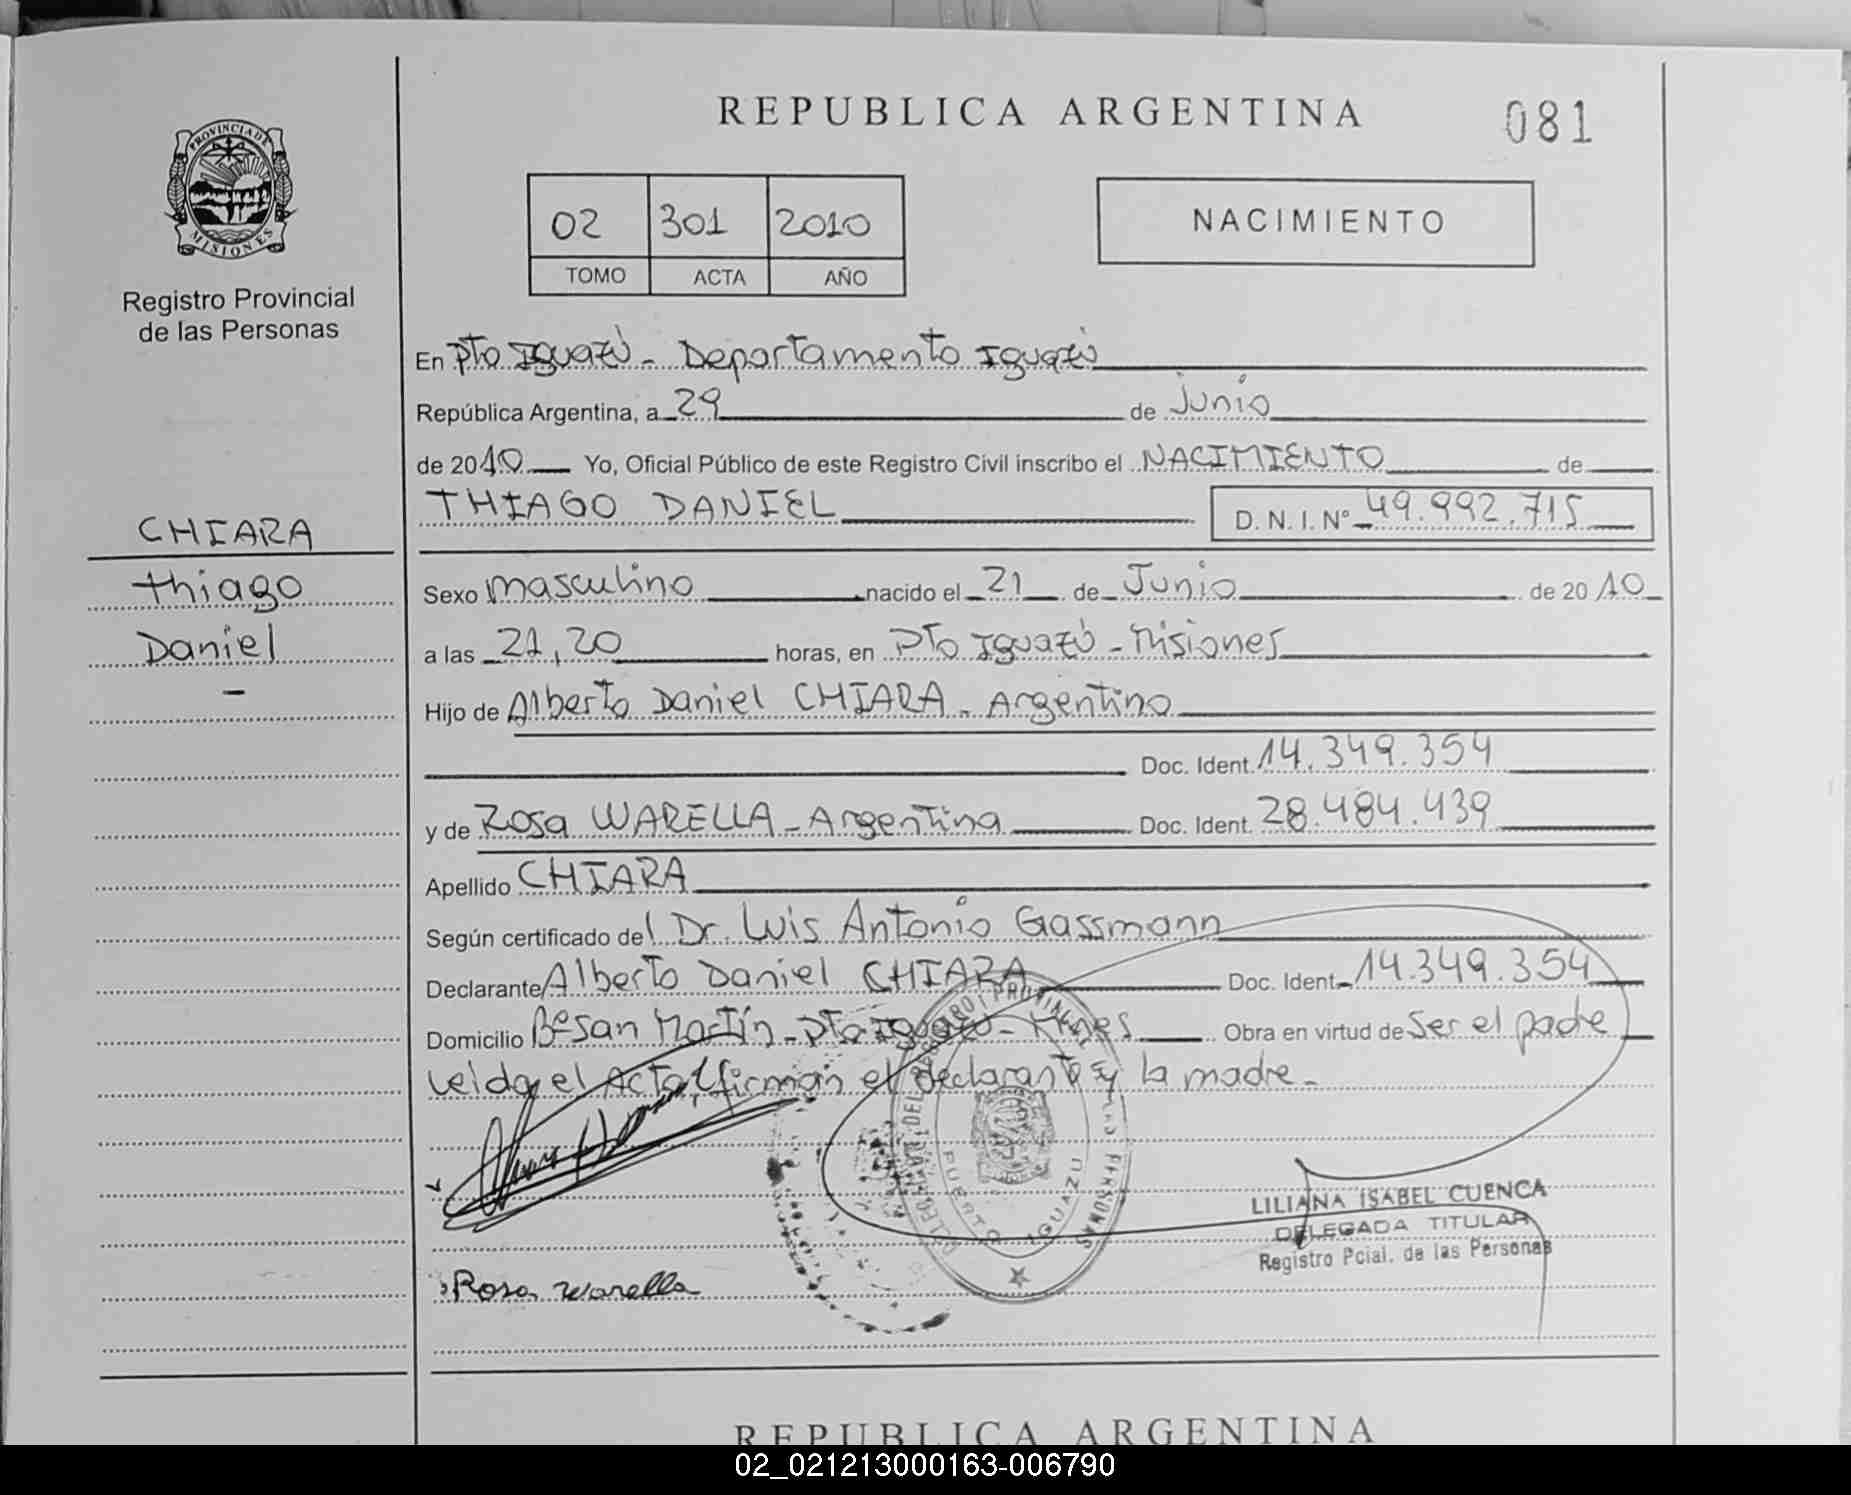 REPUBLICA ARGENTINA
081
PROVINCIA DE
MISIONES
Registro Provincial
de las Personas
02 301 2010
TOMO ACTA AÑO
NACIMIENTO
En Pto Iguazú - Departamento Iguazú
República Argentina, a 29 de Junio
de 2010 Yo, Oficial Público de este Registro Civil inscribo el NACIMIENTO de
THIAGO DANIEL D. N. I. Nº 49.992.715
CHIARA
Thiago
Daniel
-
Sexo masculino nacido el 21 de Junio de 2010
a las 21,20 horas, en Pto Iguazú - Misiones
Hijo de Alberto Daniel CHIARA - Argentino
Doc. Ident. 14.349.354
y de Rosa WARELLA - Argentina Doc. Ident. 28.484.439
Apellido CHIARA
Según certificado del Dr. Luis Antonio Gassmann
Declarante Alberto Daniel CHIARA Doc. Ident. 14.349.354
Domicilio Bº San Martín - Pto Iguazú - Mnes Obra en virtud de Ser el padre
Leida el Acta, firman el declarante y la madre -
PUERTO IGUAZU
LILIANA ISABEL CUENCA
DELEGADA TITULAR
Registro Pcial. de las Personas
Rosa Warella
REPUBLICA ARGENTINA
02_021213000163-006790